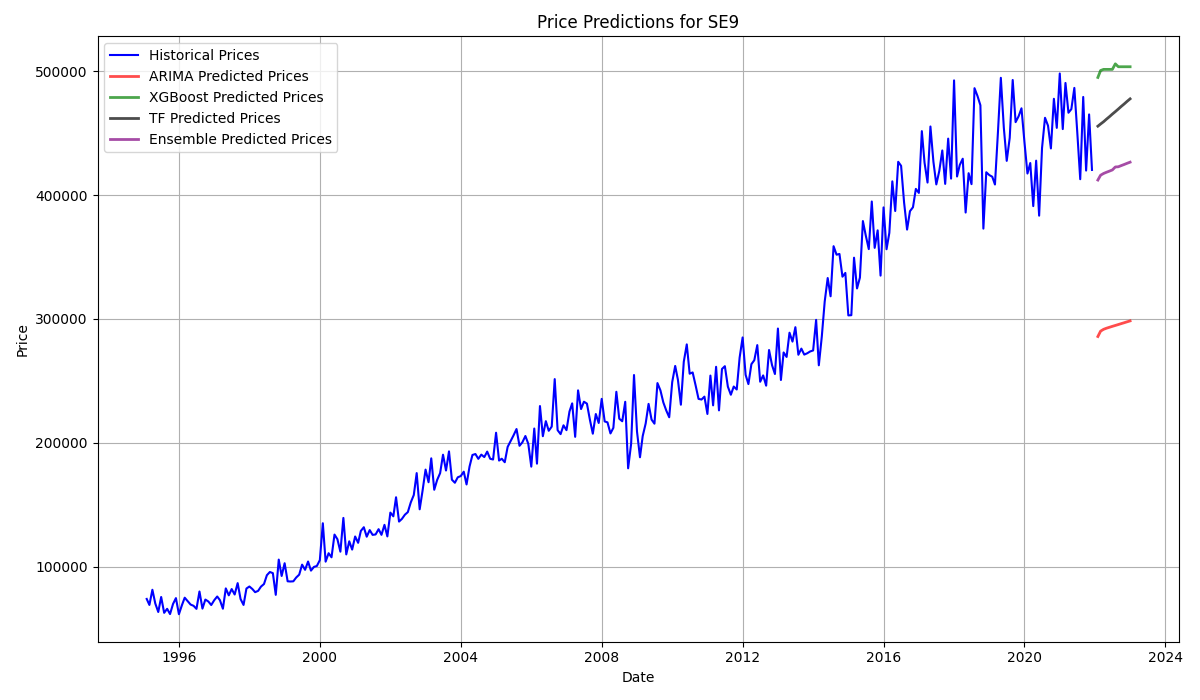 Price Predictions for SE9
Historical Prices
ARIMA Predicted Prices
XGBoost Predicted Prices
TF Predicted Prices
Ensemble Predicted Prices
500000
400000
300000
200000
100000
Price
1996 2000 2004 2008 2012 2016 2020 2024
Date